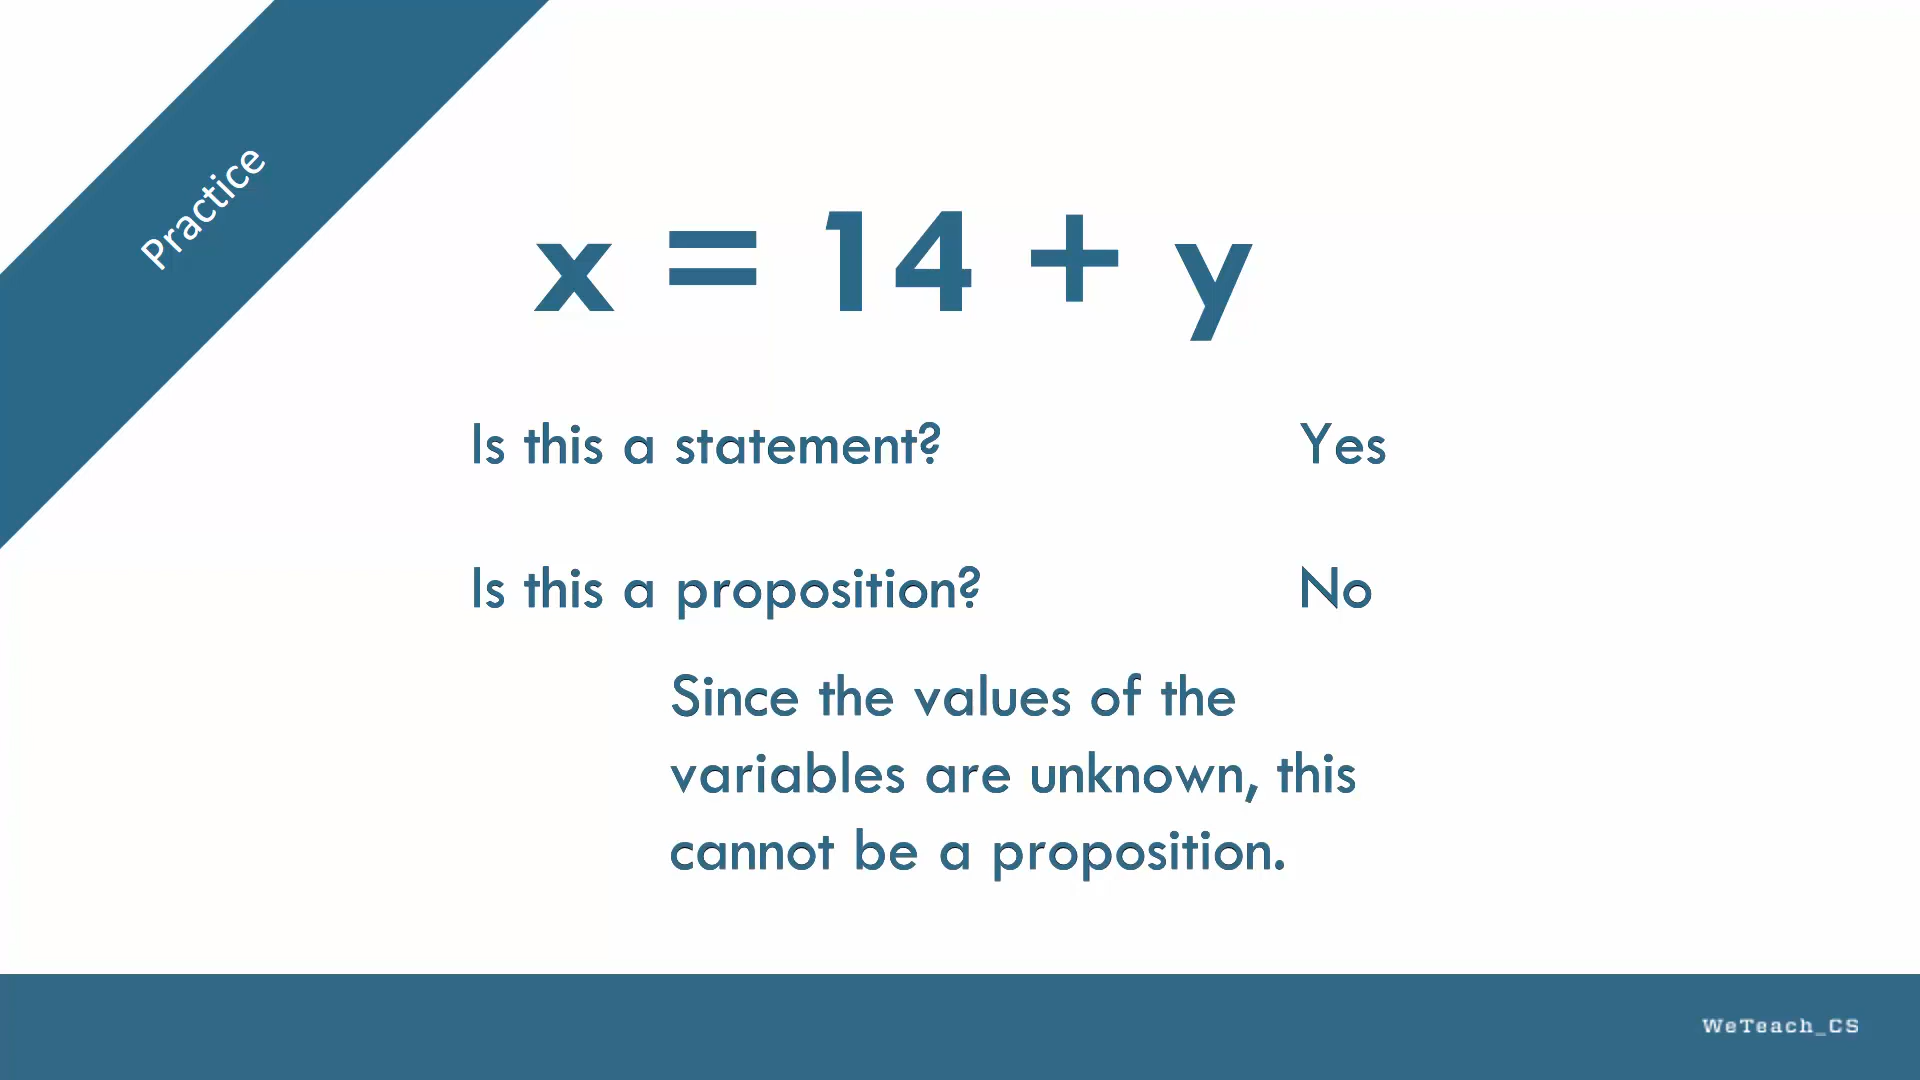 Practice
x = 14 + y
Is this a statement? Yes
Is this a proposition? No
Since the values of the
variables are unknown, this
cannot be a proposition.
WeTeach_CS